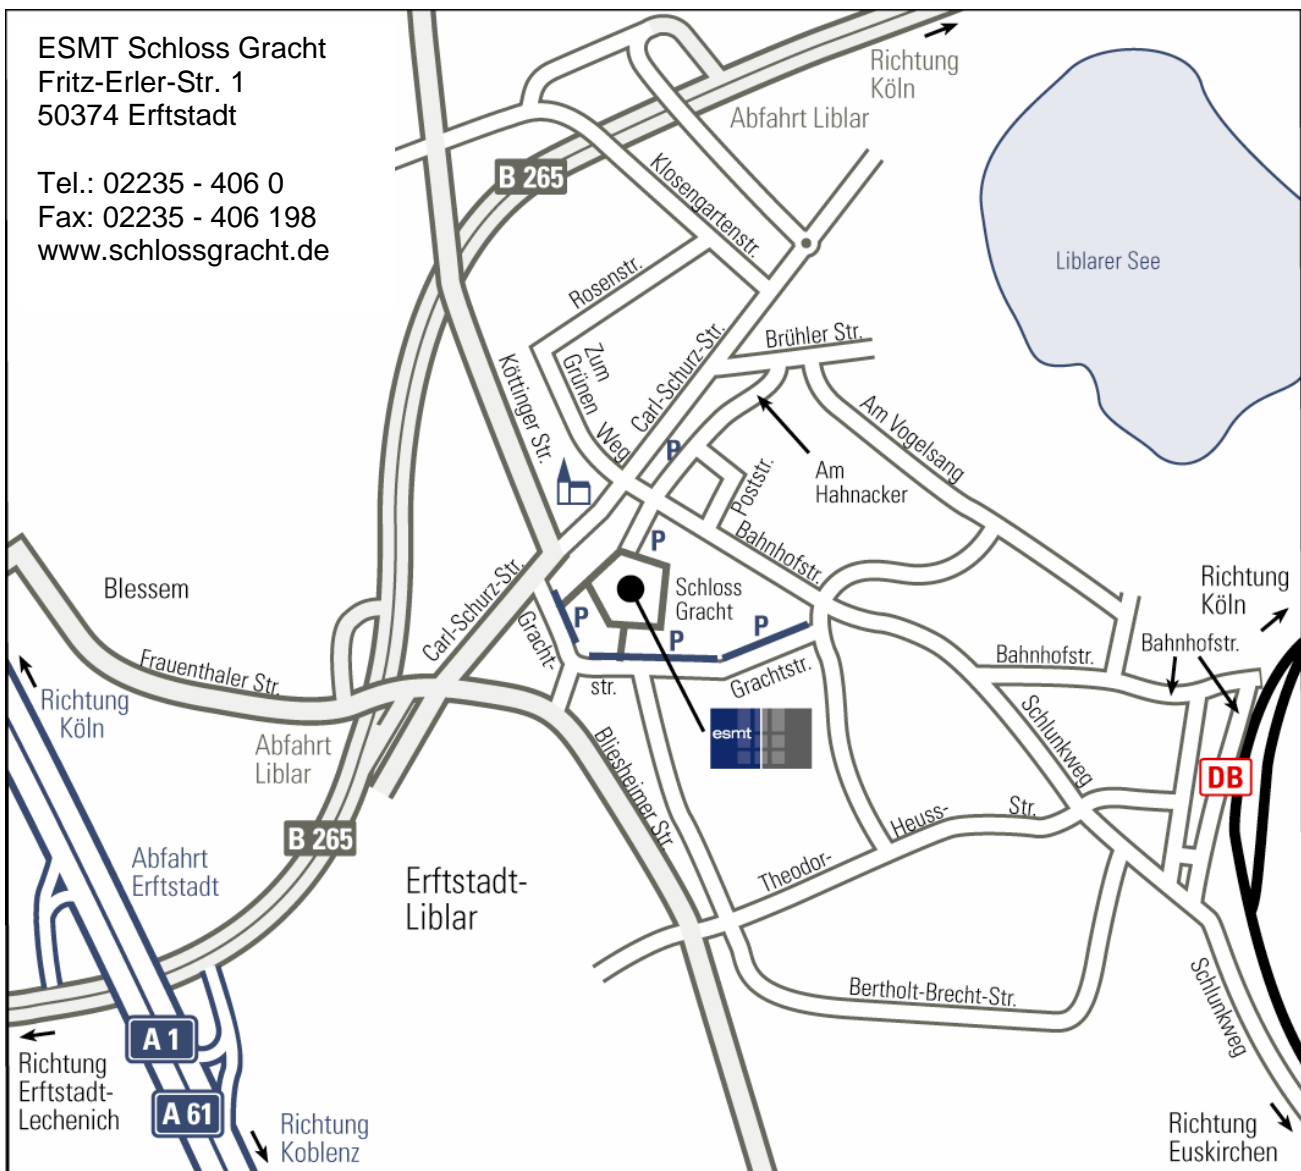 ESMT Schloss Gracht
Fritz-Erler-Str. 1
50374 Erftstadt
Tel.: 02235 - 406 0
Fax: 02235 - 406 198
www.schlossgracht.de
Richtung
Köln
Abfahrt Liblar
B 265
Klosengartenstr.
Liblarer See
Rosenstr.
Zum
Grünen
Weg
Carl-Schurz-Str.
Brühler Str.
Köttinger Str.
Am Vogelsang
P
Am
Hahnacker
Poststr.
Bahnhofstr.
P
Schloss
Gracht
Blessem
Carl-Schurz-Str.
Richtung
Köln
P
P
P
Gracht-
str.
Grachtstr.
Bahnhofstr.
Bahnhofstr.
Frauenthaler Str.
Richtung
Köln
Abfahrt
Liblar
esmt
Schlunkweg
Bliesheimer Str.
DB
B 265
Theodor-
Heuss-
Str.
Abfahrt
Erftstadt
Erftstadt-
Liblar
Bertholt-Brecht-Str.
Schlunkweg
A 1
Richtung
Erftstadt-
Lechenich
A 61
Richtung
Koblenz
Richtung
Euskirchen